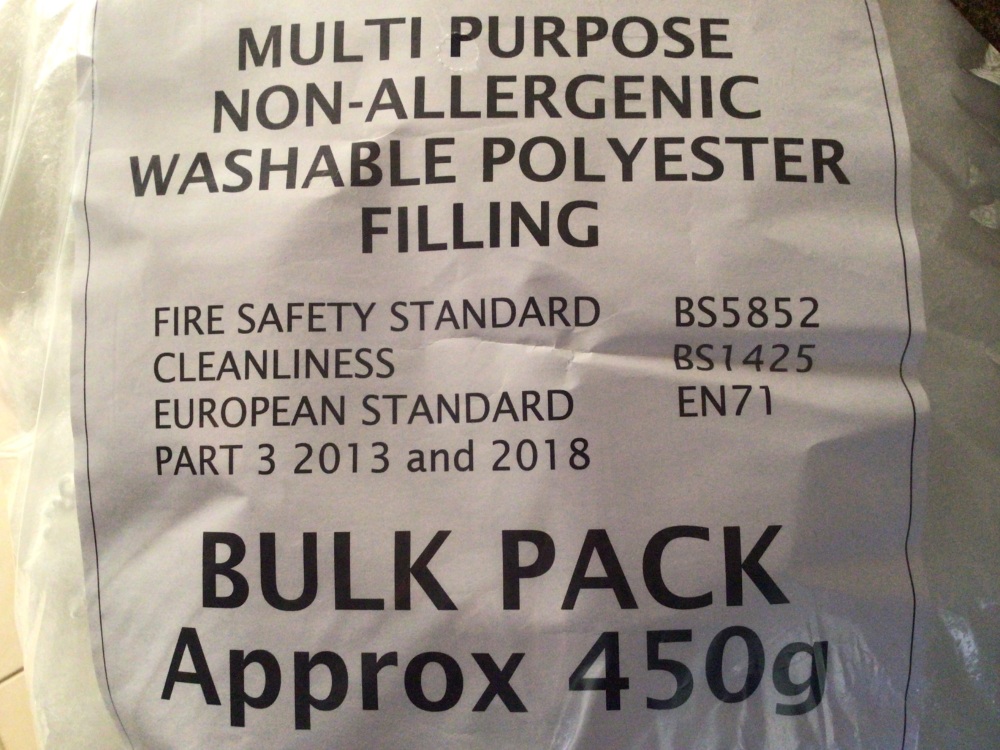 MULTI PURPOSE
NON-ALLERGENIC
WASHABLE POLYESTER
FILLING
FIRE SAFETY STANDARD BS5852
CLEANLINESS BS1425
EUROPEAN STANDARD EN71
PART 3 2013 and 2018
BULK PACK
Approx 450g